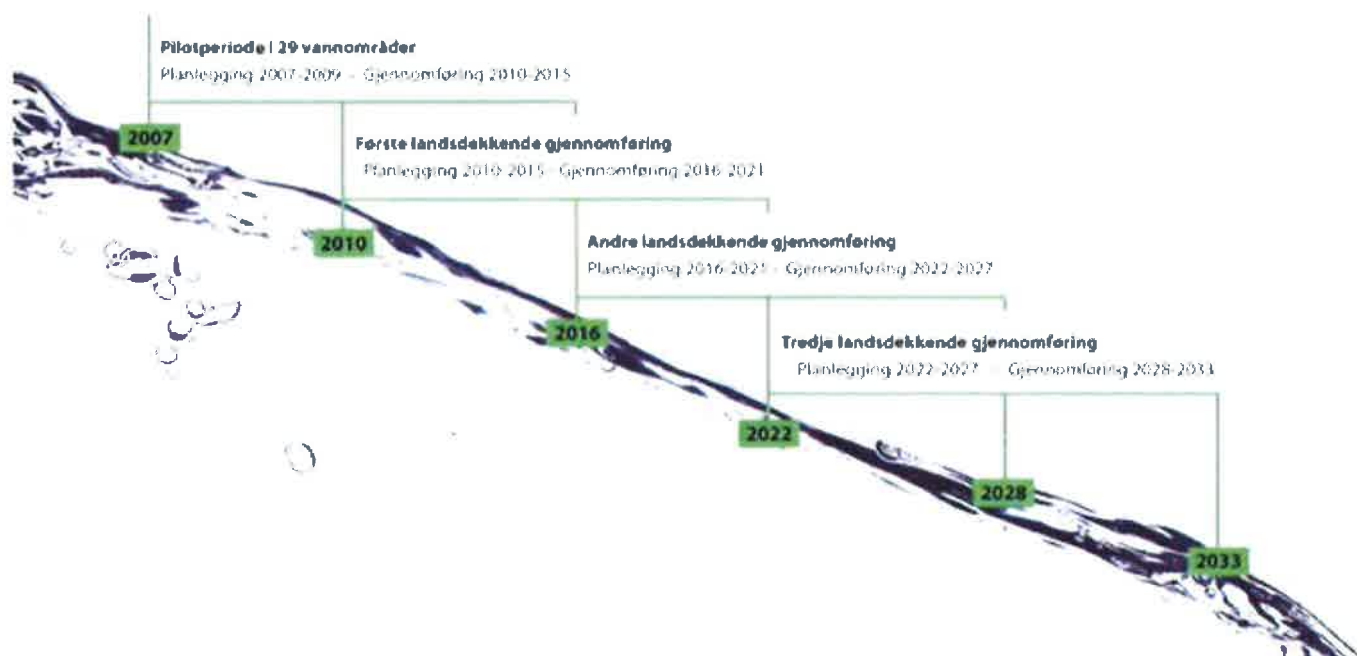 Pilotperiode i 29 vannområder
Planlegging 2007-2009 - Gjennomføring 2010-2015
2007
Første landsdekkende gjennomføring
Planlegging 2010-2015 - Gjennomføring 2016-2021
2010
Andre landsdekkende gjennomføring
Planlegging 2016-2021 - Gjennomføring 2022-2027
2016
Tredje landsdekkende gjennomføring
Planlegging 2022-2027 - Gjennomføring 2028-2033
2022
2028
2033